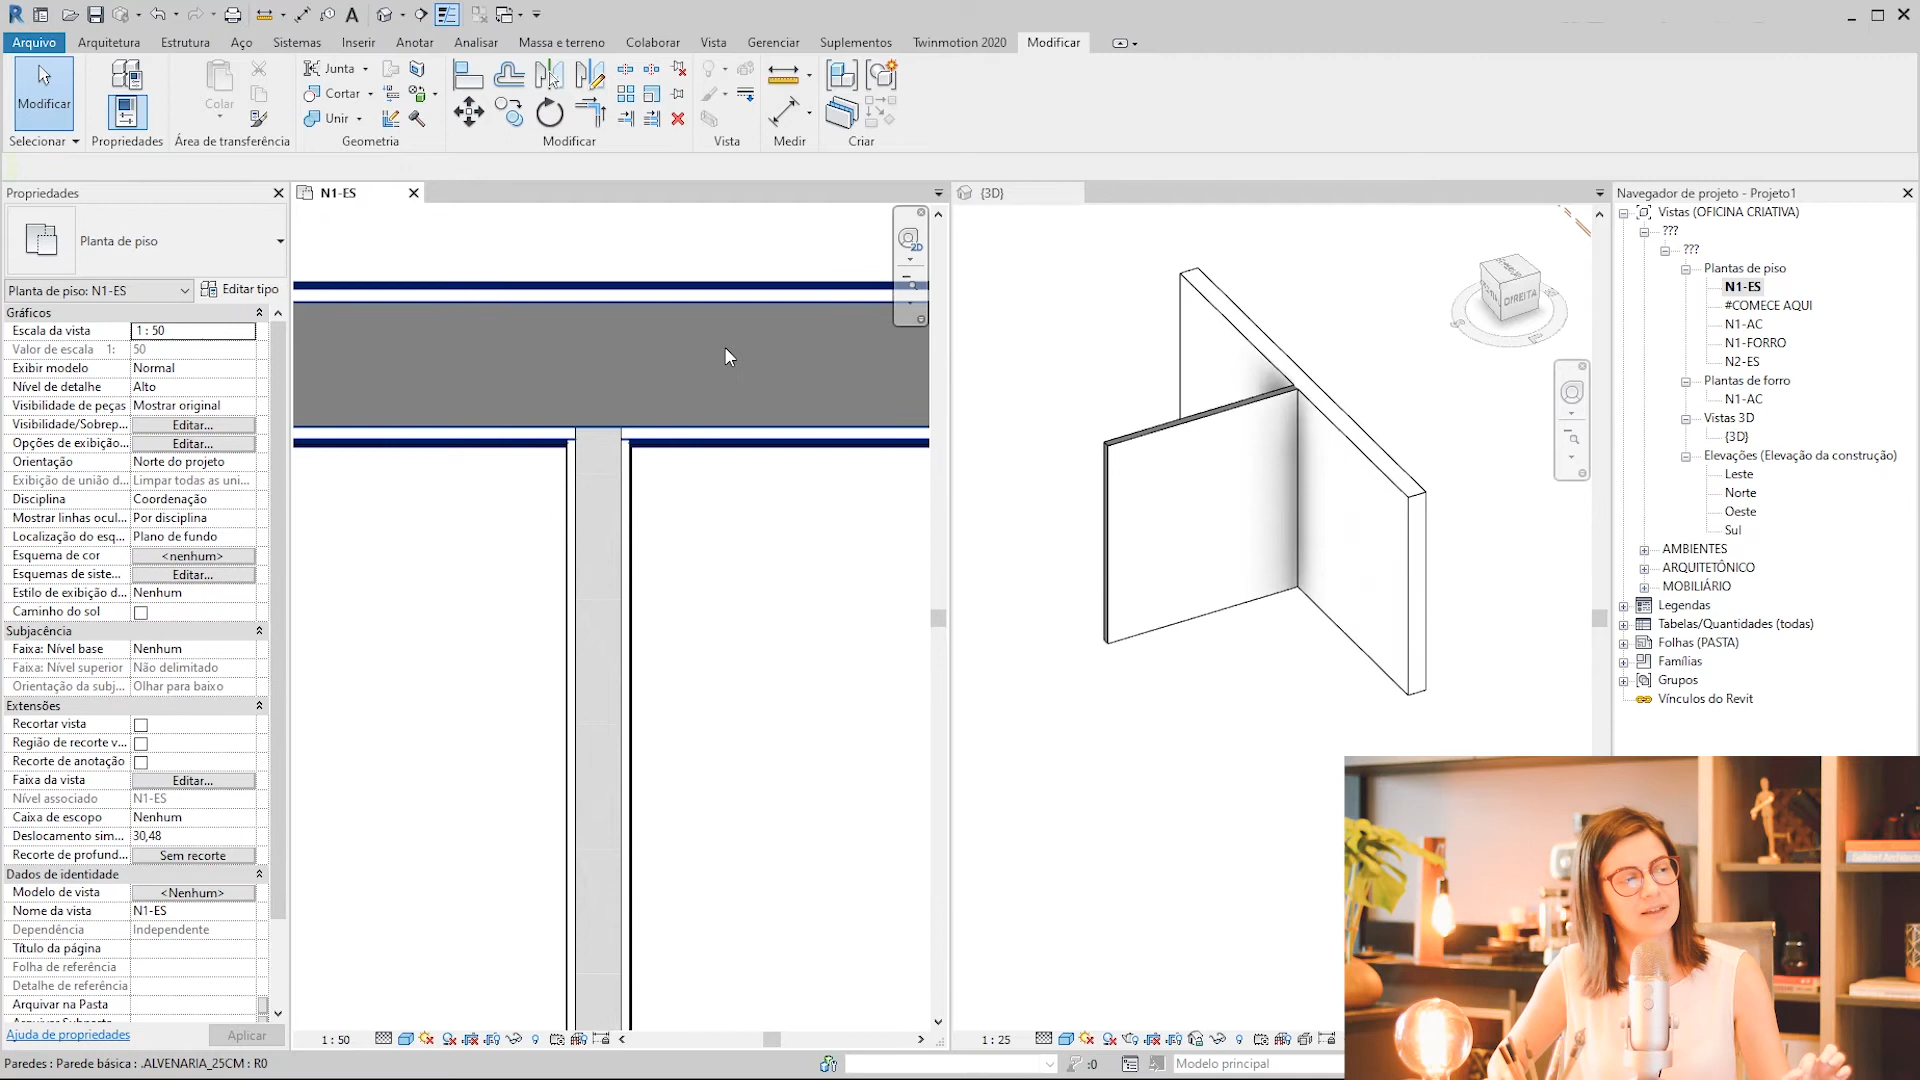 Arquivo Arquitetura Estrutura Aço Sistemas Inserir Anotar Analisar Massa e terreno Colaborar Vista Gerenciar Suplementos Twinmotion 2020 Modificar
Modificar
Selecionar
Propriedades
Colar
Área de transferência
Junta
Cortar
Unir
Geometria
Modificar
Vista
Medir
Criar
Propriedades
Planta de piso
Planta de piso: N1-ES
Editar tipo
Gráficos
Escala da vista 1 : 50
Valor de escala 1: 50
Exibir modelo Normal
Nível de detalhe Alto
Visibilidade de peças Mostrar original
Visibilidade/Sobrep... Editar...
Opções de exibição... Editar...
Orientação Norte do projeto
Exibição de união d... Limpar todas as uni...
Disciplina Coordenação
Mostrar linhas ocul... Por disciplina
Localização do esq... Plano de fundo
Esquema de cor <nenhum>
Esquemas de siste... Editar...
Estilo de exibição d... Nenhum
Caminho do sol
Subjacência
Faixa: Nível base Nenhum
Faixa: Nível superior Não delimitado
Orientação da subj... Olhar para baixo
Extensões
Recortar vista
Região de recorte v...
Recorte de anotação
Faixa da vista Editar...
Nível associado N1-ES
Caixa de escopo Nenhum
Deslocamento sim... 30,48
Recorte de profund... Sem recorte
Dados de identidade
Modelo de vista <Nenhum>
Nome da vista N1-ES
Dependência Independente
Título da página
Folha de referência
Detalhe de referência
Arquivar na Pasta
Ajuda de propriedades Aplicar
N1-ES
2D
1 : 50
{3D}
DIREITA
1 : 25
Navegador de projeto - Projeto1
Vistas (OFICINA CRIATIVA)
???
???
Plantas de piso
N1-ES
#COMECE AQUI
N1-AC
N1-FORRO
N2-ES
Plantas de forro
N1-AC
Vistas 3D
{3D}
Elevações (Elevação da construção)
Leste
Norte
Oeste
Sul
AMBIENTES
ARQUITETÔNICO
MOBILIÁRIO
Legendas
Tabelas/Quantidades (todas)
Folhas (PASTA)
Famílias
Grupos
Vínculos do Revit
Paredes : Parede básica : .ALVENARIA_25CM : R0
:0
Modelo principal